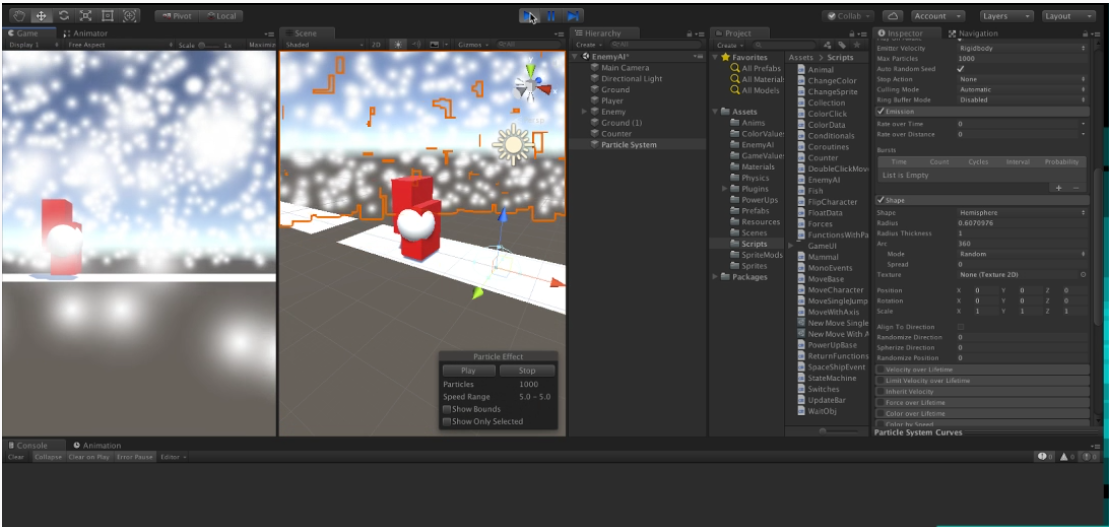 Pivot Local Collab Account Layers Layout
Game Animator
Display 1 Free Aspect Scale 1x Maximiz
Scene
Shaded 2D Gizmos
Particle Effect
Play Stop
Particles 1000
Speed Range 5.0 - 5.0
Show Bounds
Show Only Selected
Hierarchy
Create
EnemyAI*
Main Camera
Directional Light
Ground
Player
Enemy
Ground (1)
Counter
Particle System
Project
Create
Favorites
All Prefabs
All Material
All Models
Assets
Anims
ColorValue
EnemyAI
GameValue
Materials
Physics
Plugins
PowerUps
Prefabs
Resources
Scenes
Scripts
SpriteMods
Sprites
Packages
Assets > Scripts
Animal
ChangeColor
ChangeSprite
Collection
ColorClick
ColorData
Conditionals
Coroutines
Counter
DoubleClickMov
EnemyAI
Fish
FlipCharacter
FloatData
Forces
FunctionsWithPa
GameUI
Mammal
MonoEvents
MoveBase
MoveCharacter
MoveSingleJump
MoveWithAxis
New Move Single
New Move With A
PowerUpBase
ReturnFunctions
SpaceShipEvent
StateMachine
Switches
UpdateBar
WaitObj
Inspector Navigation
Emitter Velocity Rigidbody
Max Particles 1000
Auto Random Seed
Stop Action None
Culling Mode Automatic
Ring Buffer Mode Disabled
Emission
Rate over Time 0
Rate over Distance 0
Bursts
Time Count Cycles Interval Probability
List is Empty
+ -
Shape
Shape Hemisphere
Radius 0.6070976
Radius Thickness 1
Arc 360
Mode Random
Spread 0
Texture None (Texture 2D)
Position X 0 Y 0 Z 0
Rotation X 0 Y 0 Z 0
Scale X 1 Y 1 Z 1
Align To Direction
Randomize Direction 0
Spherize Direction 0
Randomize Position 0
Velocity over Lifetime
Limit Velocity over Lifetime
Inherit Velocity
Force over Lifetime
Color over Lifetime
Color by Speed
Particle System Curves
Console Animation
Clear Collapse Clear on Play Error Pause Editor
0 0 0